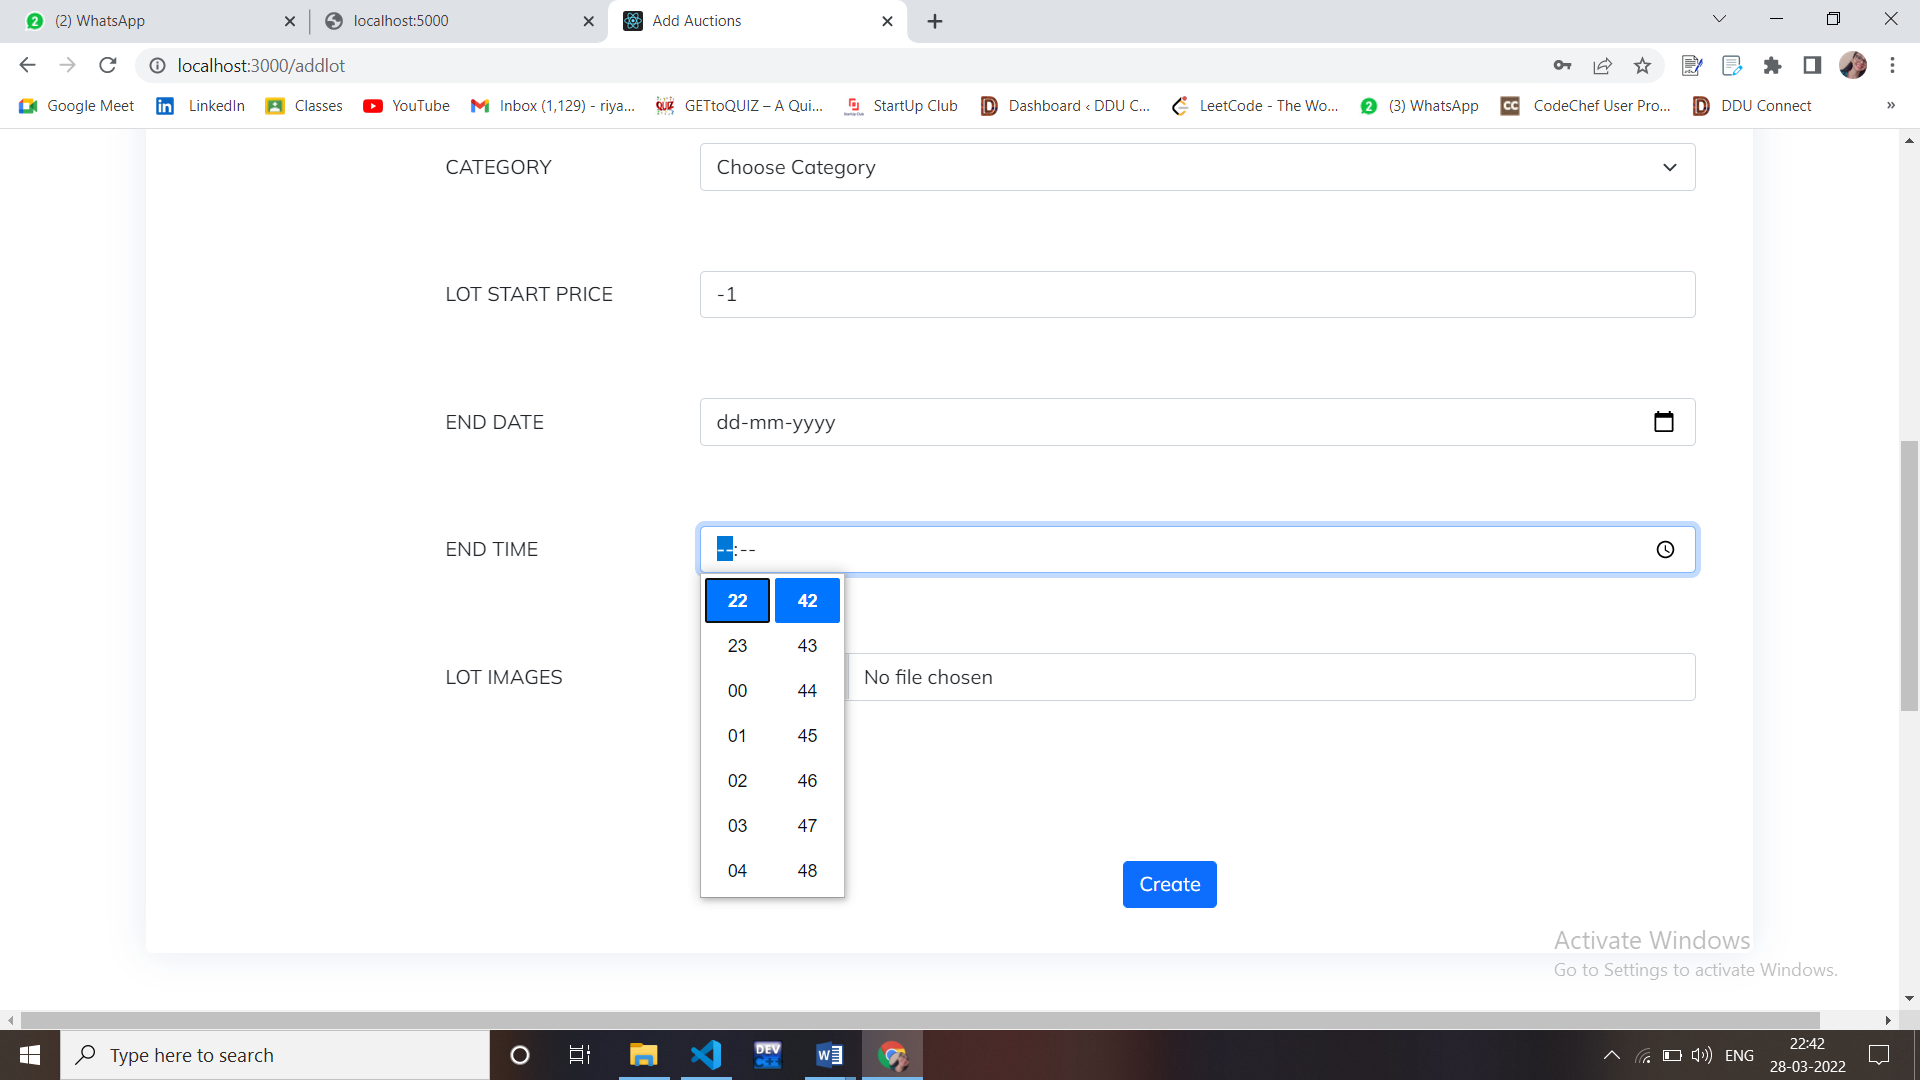 (2) WhatsApp
localhost:5000
Add Auctions
localhost:3000/addlot
Google Meet
LinkedIn
Classes
YouTube
Inbox (1,129) - riya...
GETtoQUIZ – A Qui...
StartUp Club
Dashboard ‹ DDU C...
LeetCode - The Wo...
(3) WhatsApp
CodeChef User Pro...
DDU Connect
»
CATEGORY
Choose Category
LOT START PRICE
-1
END DATE
dd-mm-yyyy
END TIME
--:--
22 42
23 43
00 44
01 45
02 46
03 47
04 48
LOT IMAGES
No file chosen
Create
Activate Windows
Go to Settings to activate Windows.
Type here to search
DEV
C++
ENG
22:42
28-03-2022